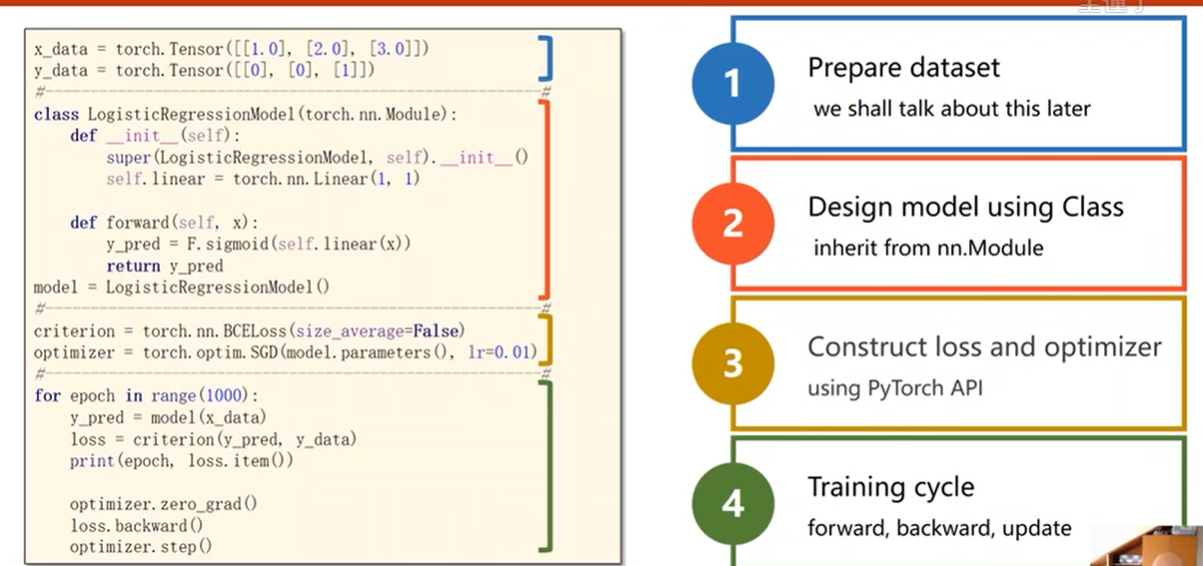 x_data = torch.Tensor([[1.0], [2.0], [3.0]])
y_data = torch.Tensor([[0], [0], [1]])
#-------------------------------------------------------#
class LogisticRegressionModel(torch.nn.Module):
    def __init__(self):
        super(LogisticRegressionModel, self).__init__()
        self.linear = torch.nn.Linear(1, 1)
    def forward(self, x):
        y_pred = F.sigmoid(self.linear(x))
        return y_pred
model = LogisticRegressionModel()
#-------------------------------------------------------#
criterion = torch.nn.BCELoss(size_average=False)
optimizer = torch.optim.SGD(model.parameters(), lr=0.01)
#-------------------------------------------------------#
for epoch in range(1000):
    y_pred = model(x_data)
    loss = criterion(y_pred, y_data)
    print(epoch, loss.item())
    optimizer.zero_grad()
    loss.backward()
    optimizer.step()
1
Prepare dataset
we shall talk about this later
2
Design model using Class
inherit from nn.Module
3
Construct loss and optimizer
using PyTorch API
4
Training cycle
forward, backward, update